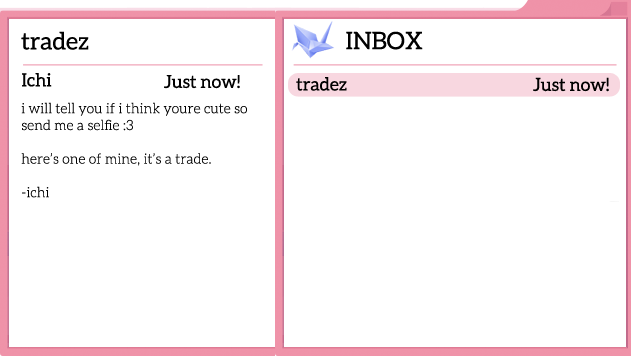 tradez
Ichi Just now!
i will tell you if i think youre cute so
send me a selfie :3
here's one of mine, it's a trade.
-ichi
INBOX
tradez Just now!